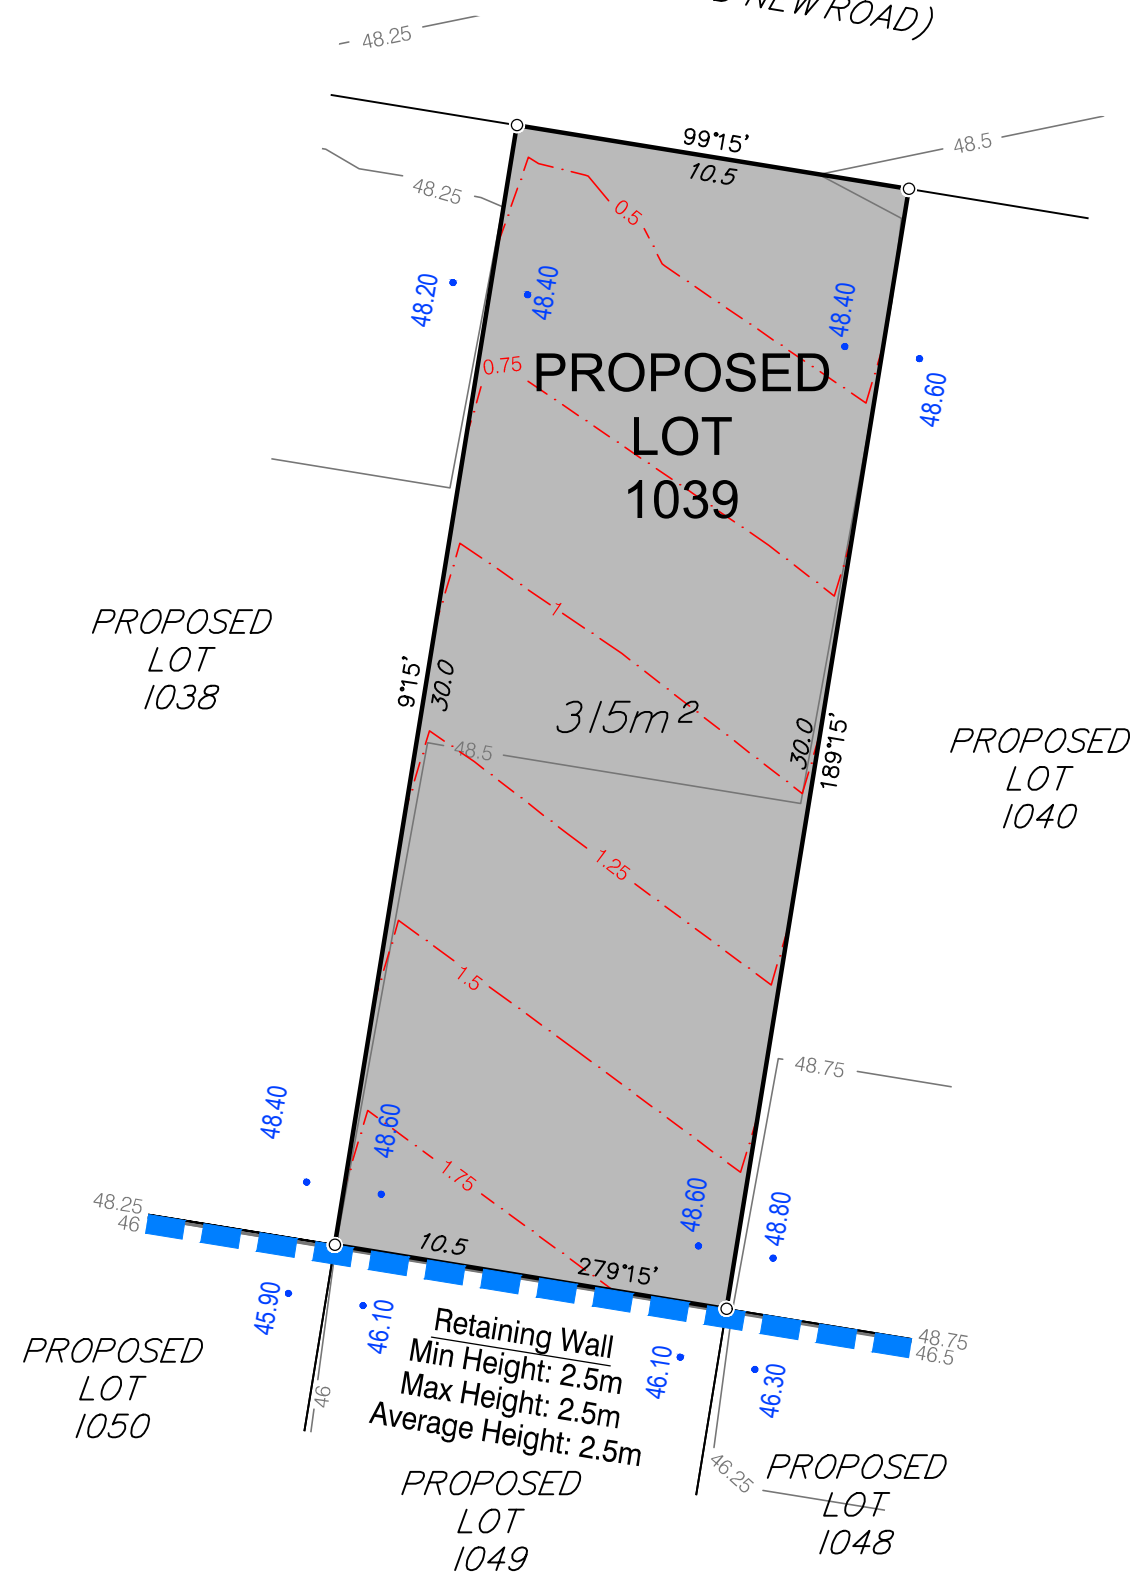 NEW ROAD)
48.25
99°15'
10.5
48.5
48.25
0.5
48.20
48.40
48.40
48.60
0.75
PROPOSED
LOT
1039
1
PROPOSED
LOT
1038
9°15'
30.0
315m²
30.0
189°15'
PROPOSED
LOT
1040
48.5
1.25
1.5
48.75
48.40
48.60
1.75
48.60
48.80
48.25
46
10.5
279°15'
45.90
46.10
Retaining Wall
Min Height: 2.5m
Max Height: 2.5m
Average Height: 2.5m
46.10
46.30
48.75
46.5
PROPOSED
LOT
1050
46
46.25
PROPOSED
LOT
1049
PROPOSED
LOT
1048